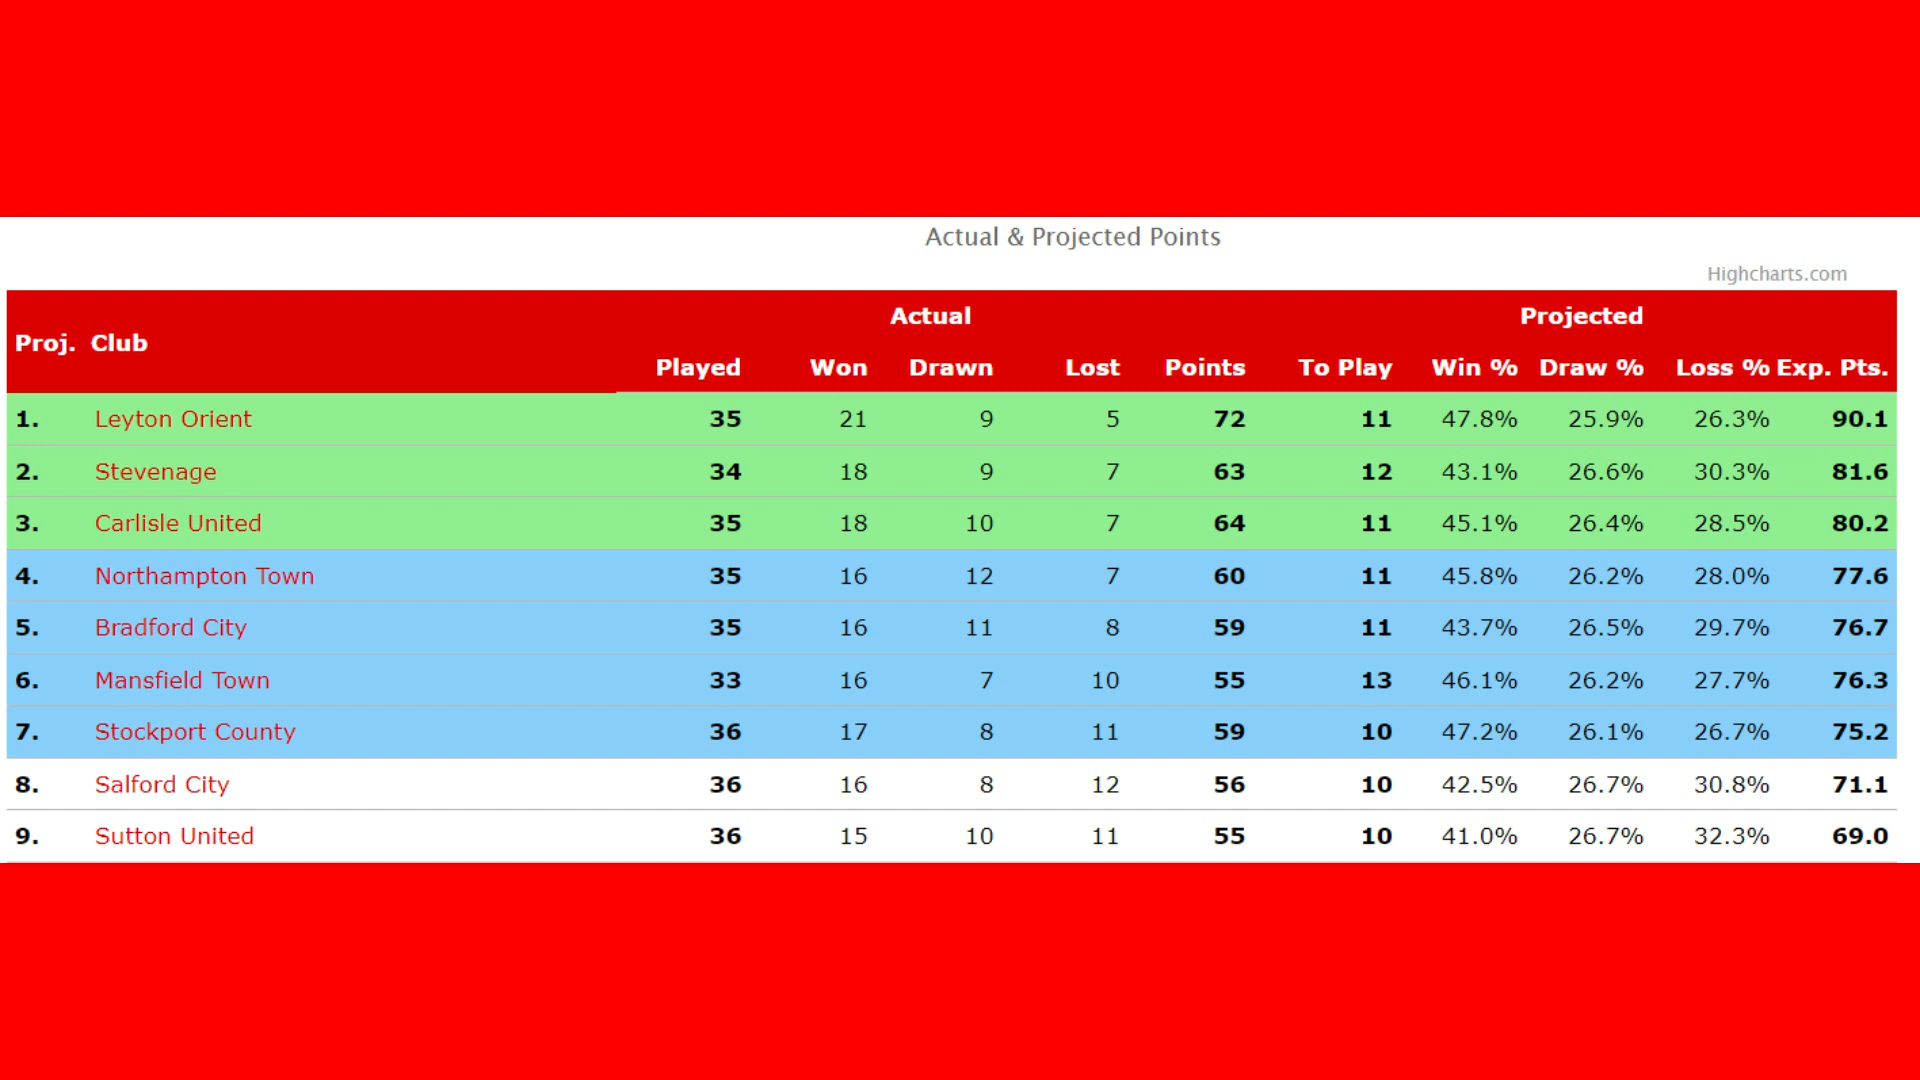 Actual & Projected Points
Highcharts.com
Actual Projected
Proj. Club
Played Won Drawn Lost Points To Play Win % Draw % Loss % Exp. Pts.
1. Leyton Orient 35 21 9 5 72 11 47.8% 25.9% 26.3% 90.1
2. Stevenage 34 18 9 7 63 12 43.1% 26.6% 30.3% 81.6
3. Carlisle United 35 18 10 7 64 11 45.1% 26.4% 28.5% 80.2
4. Northampton Town 35 16 12 7 60 11 45.8% 26.2% 28.0% 77.6
5. Bradford City 35 16 11 8 59 11 43.7% 26.5% 29.7% 76.7
6. Mansfield Town 33 16 7 10 55 13 46.1% 26.2% 27.7% 76.3
7. Stockport County 36 17 8 11 59 10 47.2% 26.1% 26.7% 75.2
8. Salford City 36 16 8 12 56 10 42.5% 26.7% 30.8% 71.1
9. Sutton United 36 15 10 11 55 10 41.0% 26.7% 32.3% 69.0